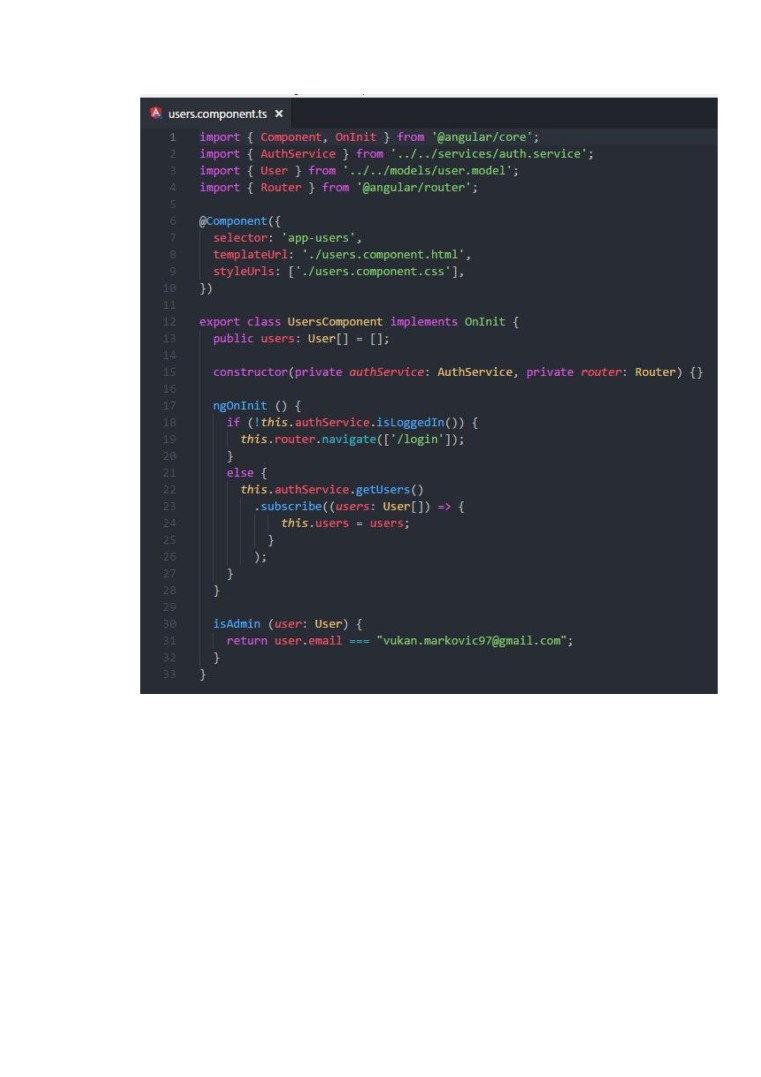 users.component.ts ×
1 import { Component, OnInit } from '@angular/core';
2 import { AuthService } from '../../services/auth.service';
3 import { User } from '../../models/user.model';
4 import { Router } from '@angular/router';
5
6 @Component({
7   selector: 'app-users',
8   templateUrl: './users.component.html',
9   styleUrls: ['./users.component.css'],
10 })
11
12 export class UsersComponent implements OnInit {
13   public users: User[] = [];
14
15   constructor(private authService: AuthService, private router: Router) {}
16
17   ngOnInit () {
18     if (!this.authService.isLoggedIn()) {
19       this.router.navigate(['/login']);
20     }
21     else {
22       this.authService.getUsers()
23         .subscribe((users: User[]) => {
24             this.users = users;
25           }
26         );
27     }
28   }
29
30   isAdmin (user: User) {
31     return user.email === "vukan.markovic97@gmail.com";
32   }
33 }